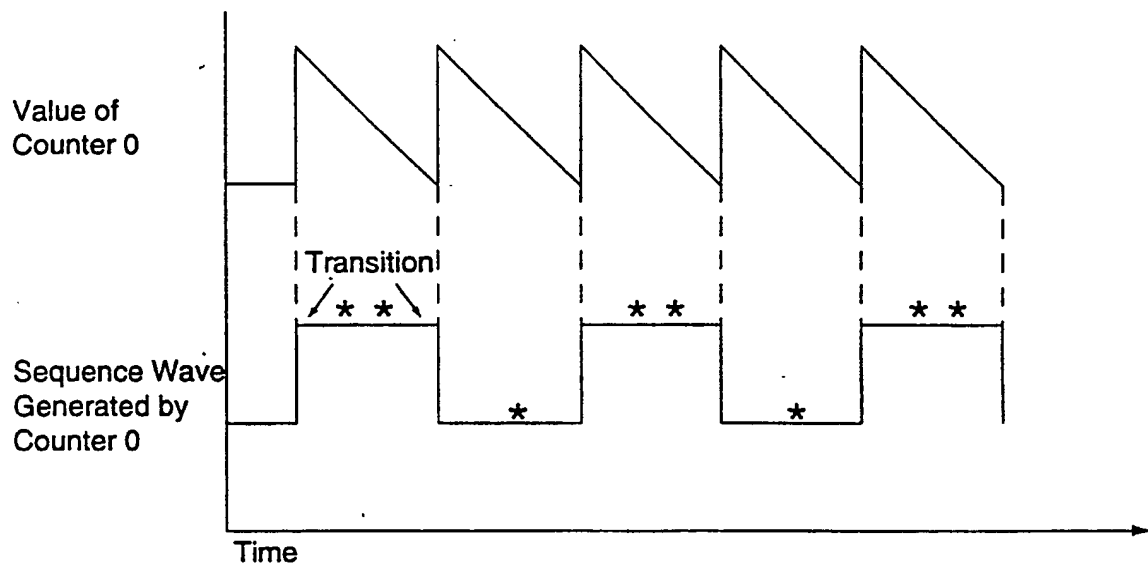 Value of
Counter 0
Transition
* *
* *
* *
Sequence Wave
Generated by
Counter 0
*
*
Time